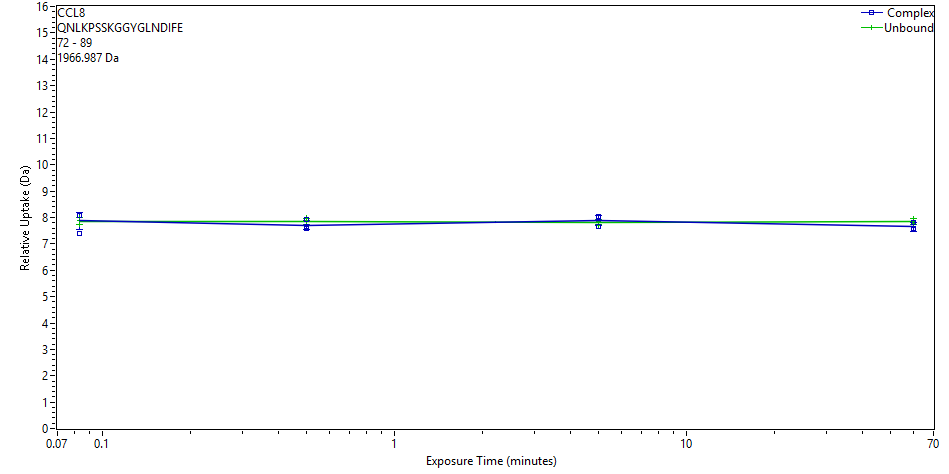 CCL8
QNLKPSSKGGYGLNDIFE
72 - 89
1966.987 Da
Complex
Unbound
Relative Uptake (Da)
16
15
14
13
12
11
10
9
8
7
6
5
4
3
2
1
0
0.07 0.1 1 10 70
Exposure Time (minutes)